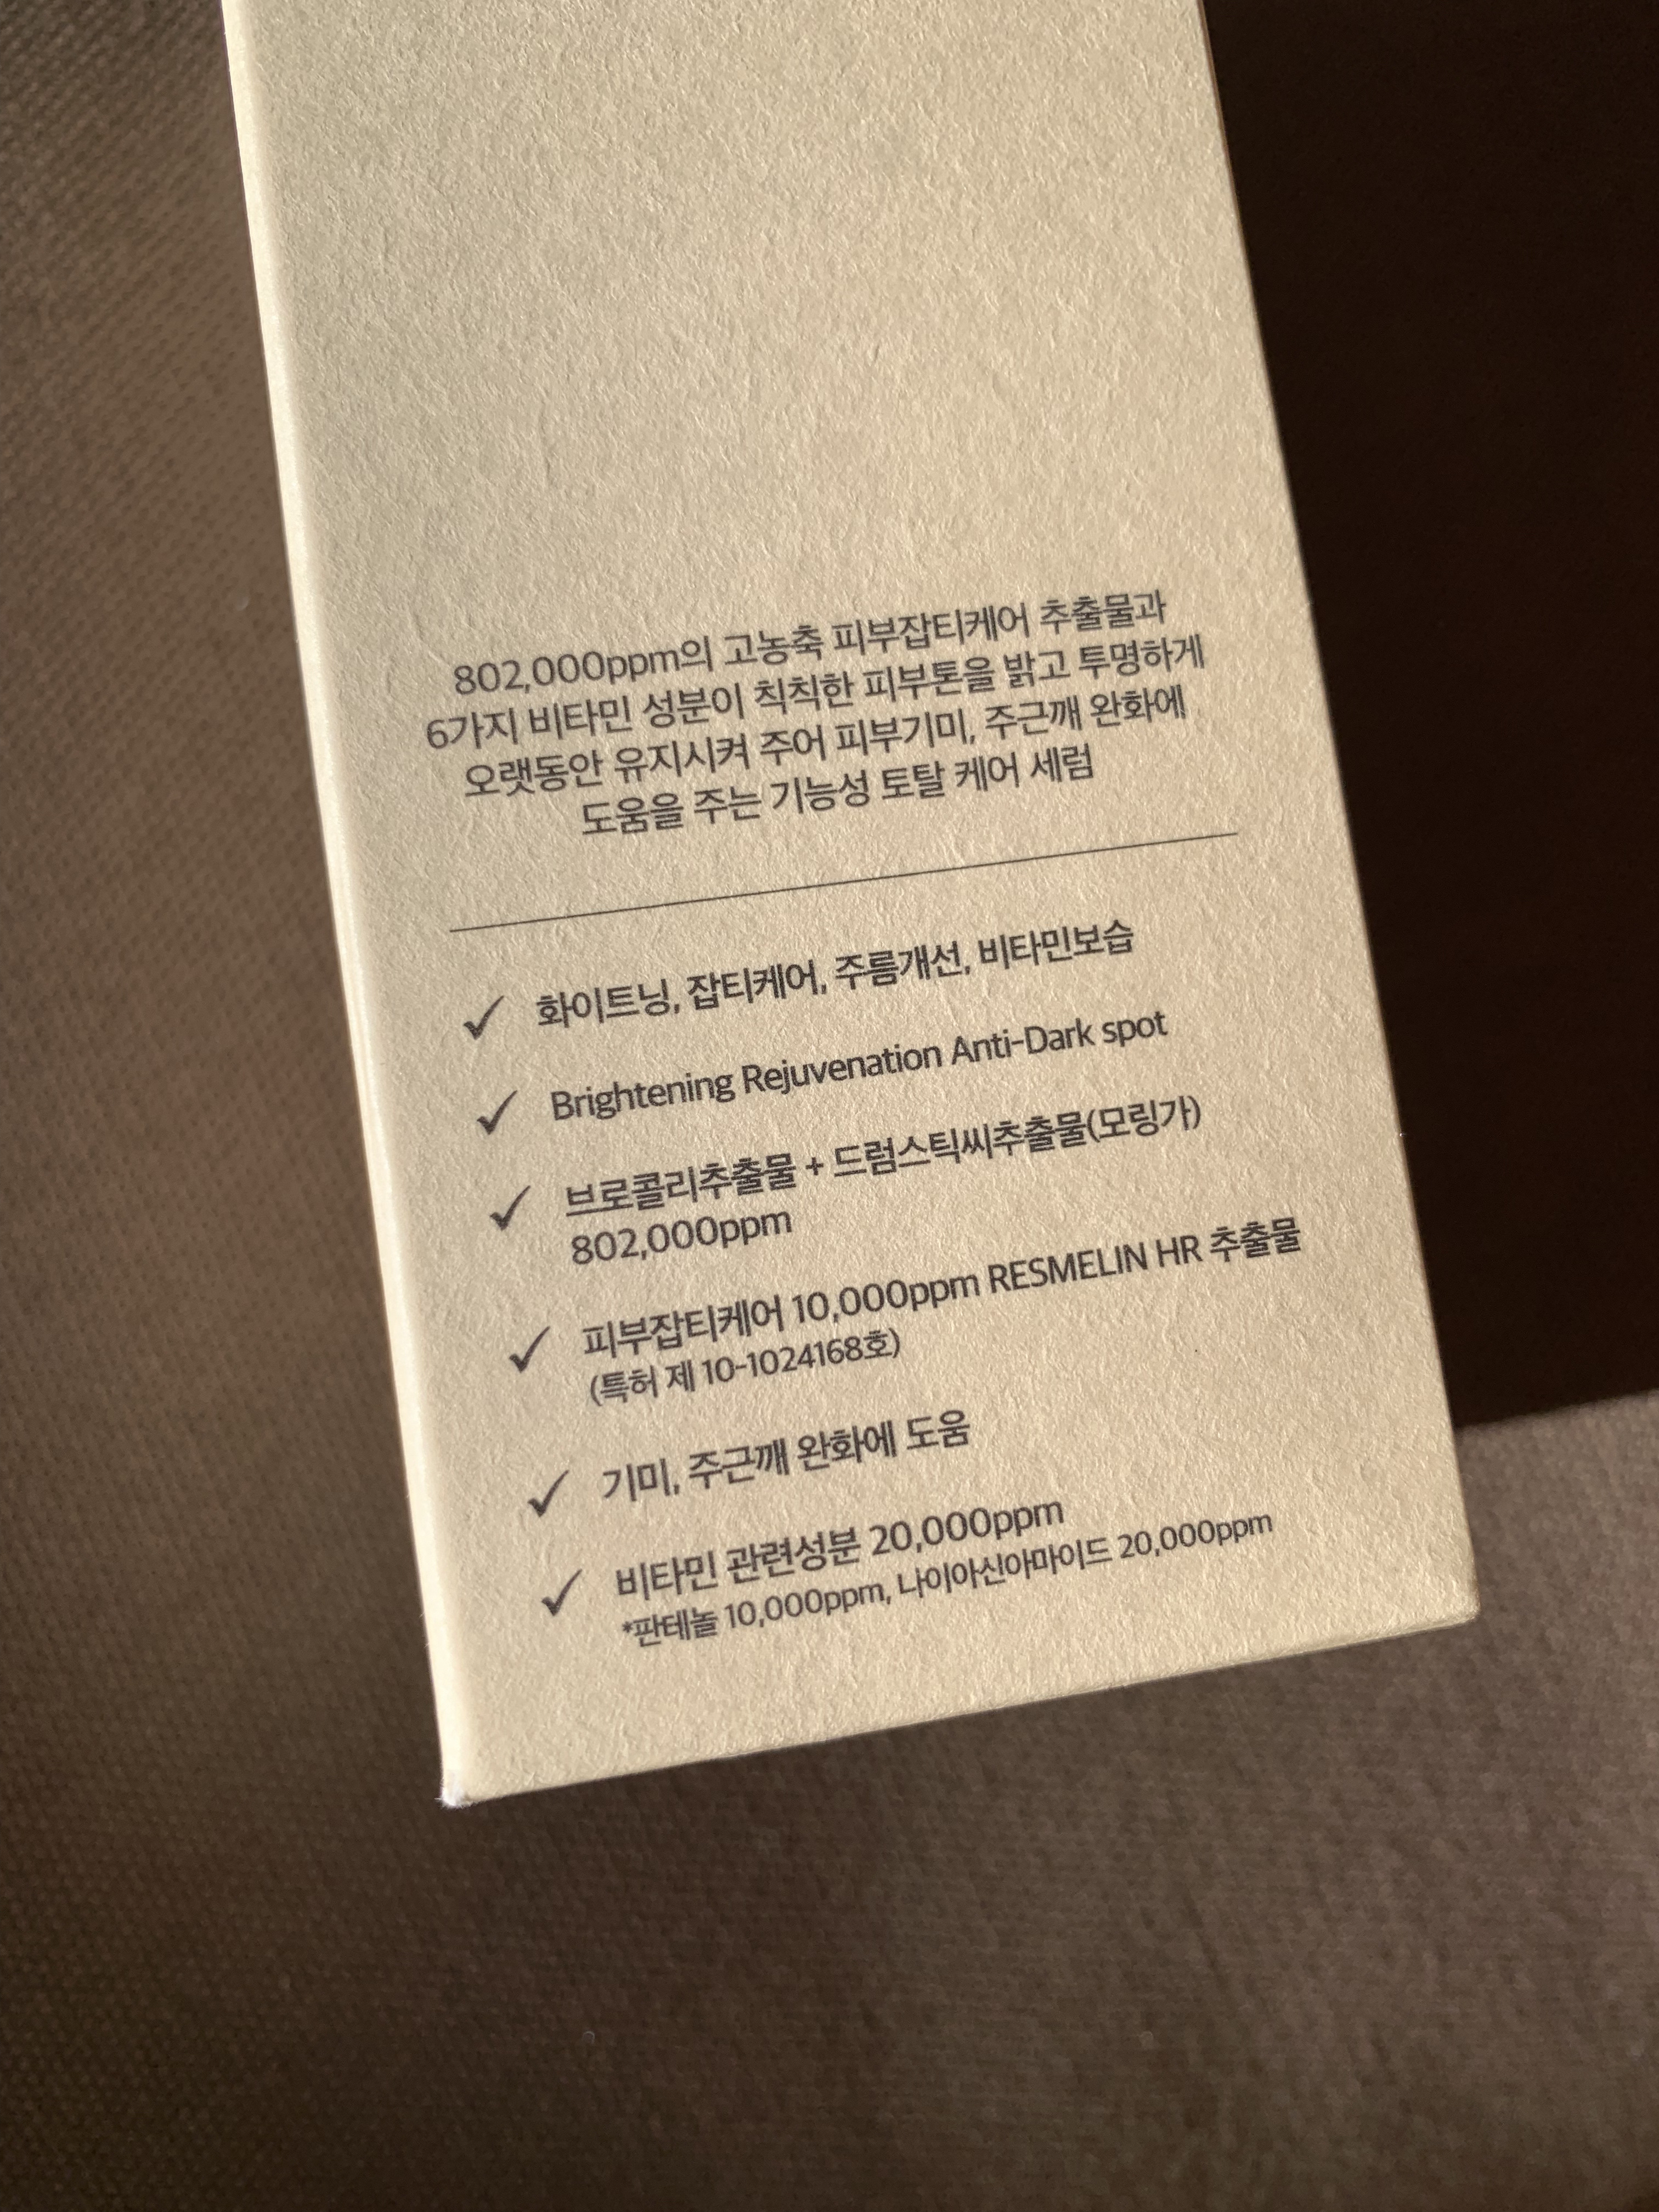 802,000ppm의 고농축 피부잡티케어 추출물과
6가지 비타민 성분이 칙칙한 피부톤을 밝고 투명하게
오랫동안 유지시켜 주어 피부기미, 주근깨 완화에
도움을 주는 기능성 토탈 케어 세럼
✓ 화이트닝, 잡티케어, 주름개선, 비타민보습
✓ Brightening Rejuvenation Anti-Dark spot
✓ 브로콜리추출물 + 드럼스틱씨추출물(모링가)
802,000ppm
✓ 피부잡티케어 10,000ppm RESMELIN HR 추출물
(특허 제 10-1024168호)
✓ 기미, 주근깨 완화에 도움
✓ 비타민 관련성분 20,000ppm
*판테놀 10,000ppm, 나이아신아마이드 20,000ppm